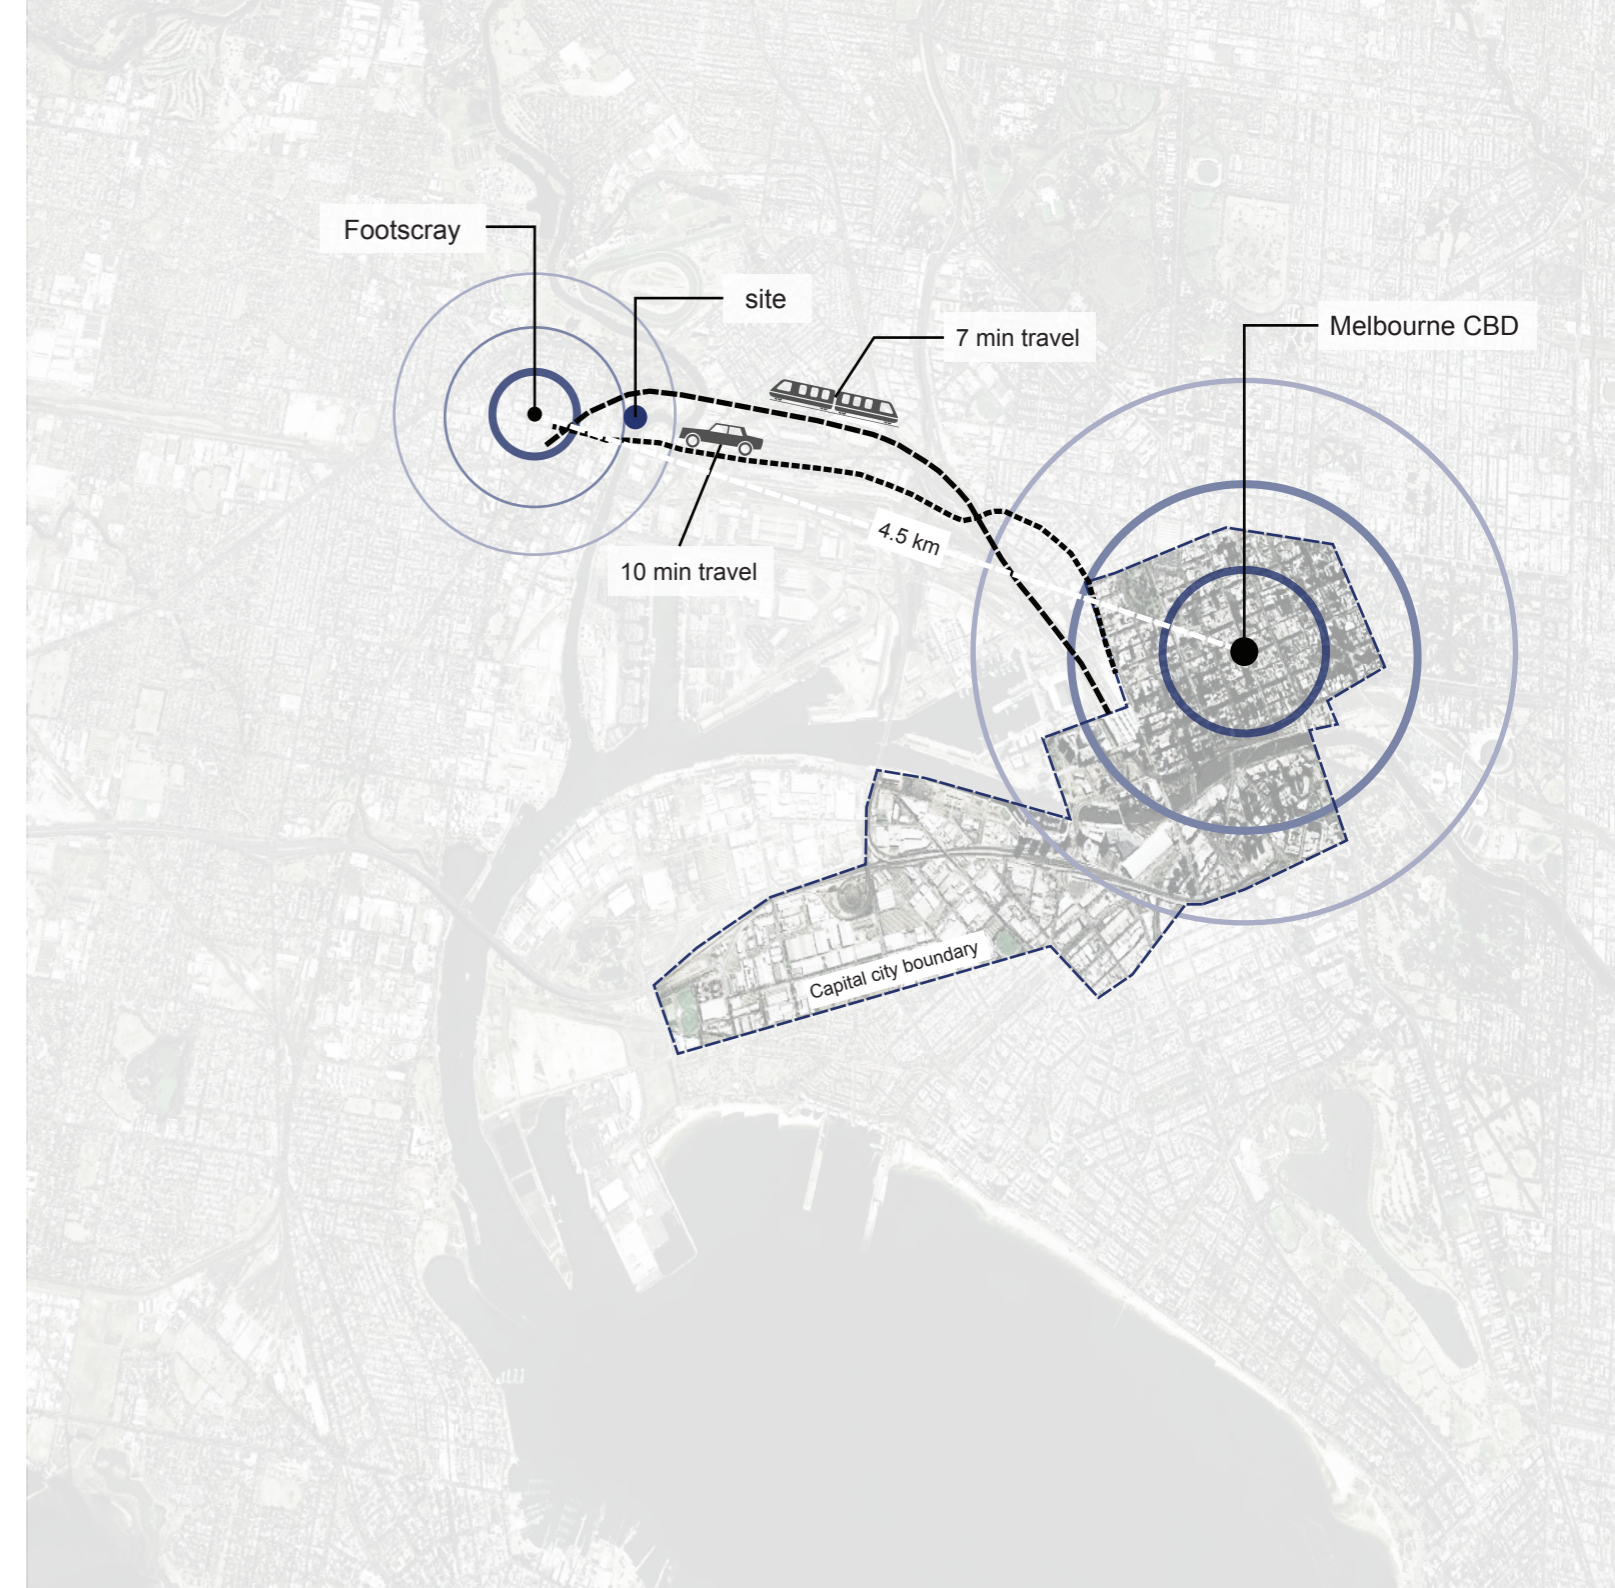 Footscray
site
7 min travel
Melbourne CBD
4.5 km
10 min travel
Capital city boundary